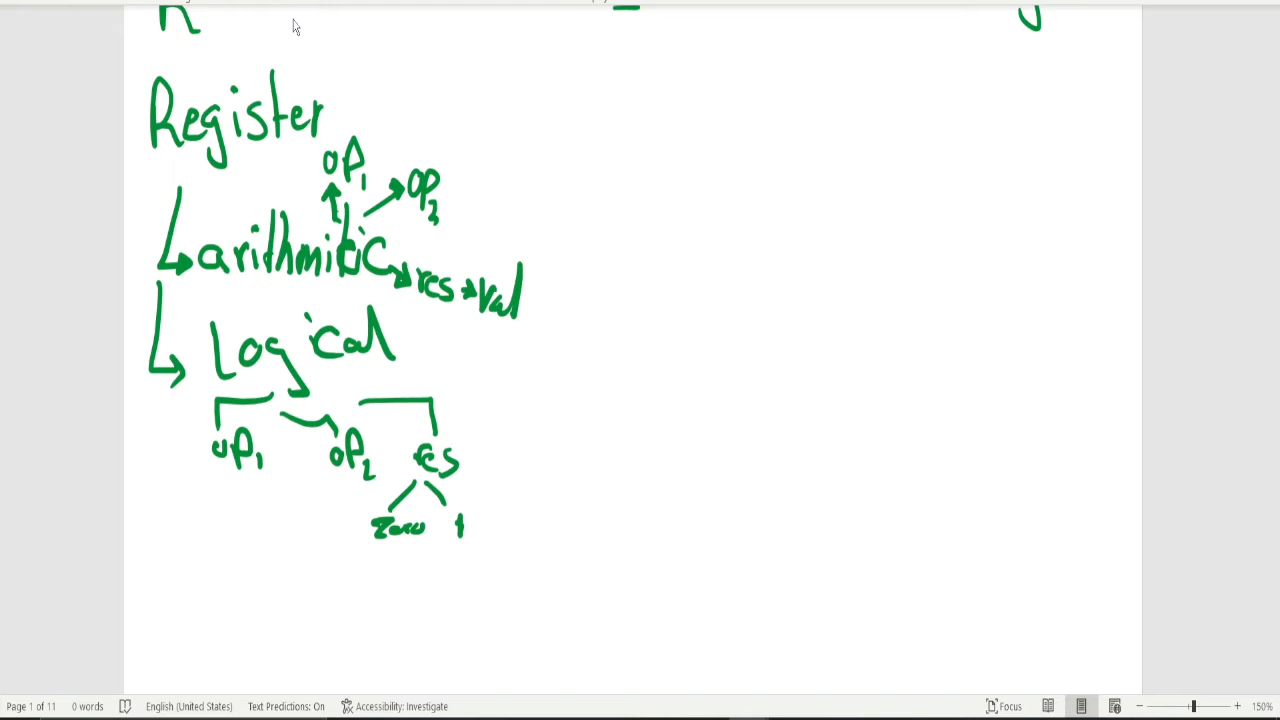 Register
OP1
OP2
arithmitic
res → val
Logical
OP1 OP2 res
Zero 1
Page 1 of 11 0 words English (United States) Text Predictions: On Accessibility: Investigate Focus 150%